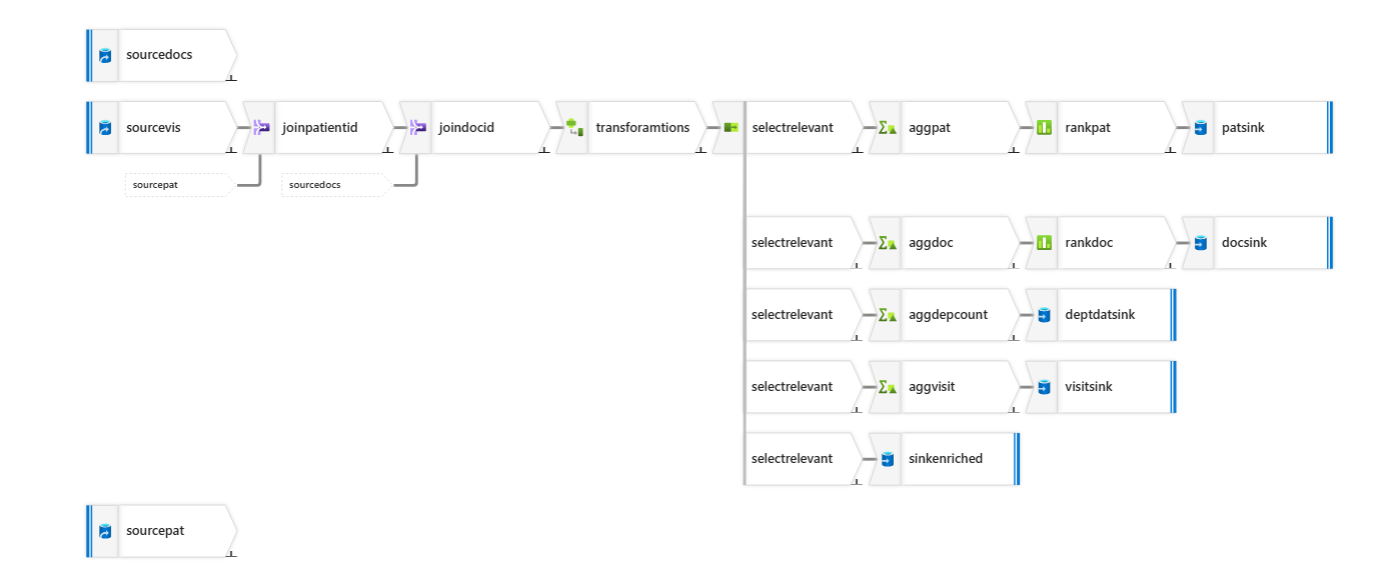 sourcedocs
sourcevis
joinpatientid
joindocid
transforamtions
selectrelevant
aggpat
rankpat
patsink
sourcepat
sourcedocs
selectrelevant
aggdoc
rankdoc
docsink
selectrelevant
aggdepcount
deptdatsink
selectrelevant
aggvisit
visitsink
selectrelevant
sinkenriched
sourcepat